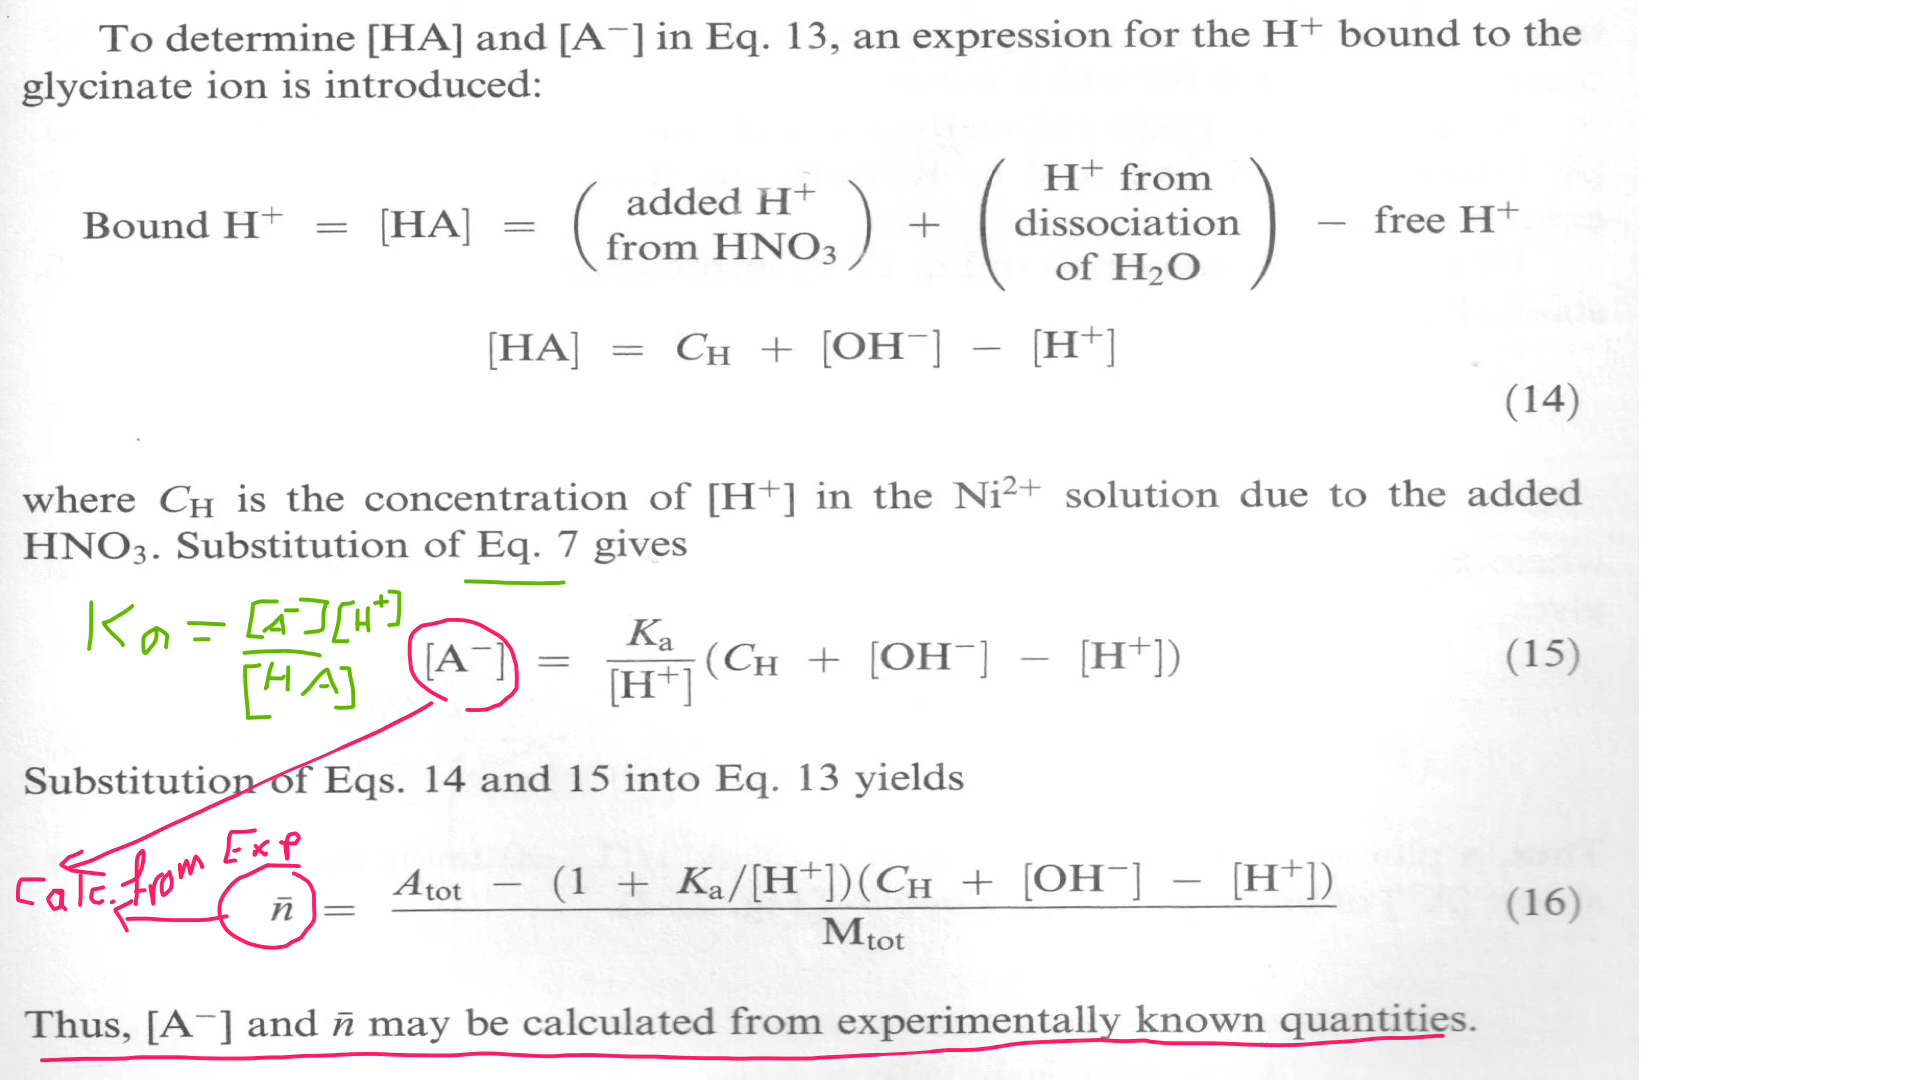 To determine [HA] and [A⁻] in Eq. 13, an expression for the H⁺ bound to the
glycinate ion is introduced:
Bound H⁺ = [HA] = (added H⁺ from HNO₃) + (H⁺ from dissociation of H₂O) − free H⁺
[HA] = C_H + [OH⁻] − [H⁺]
(14)
where C_H is the concentration of [H⁺] in the Ni²⁺ solution due to the added
HNO₃. Substitution of Eq. 7 gives
Ka = [A⁻][H⁺] / [HA]
[A⁻] = Kₐ/[H⁺] (C_H + [OH⁻] − [H⁺]) (15)
Substitution of Eqs. 14 and 15 into Eq. 13 yields
Calc. from Exp
n̄ = A_tot − (1 + Kₐ/[H⁺])(C_H + [OH⁻] − [H⁺]) / M_tot (16)
Thus, [A⁻] and n̄ may be calculated from experimentally known quantities.